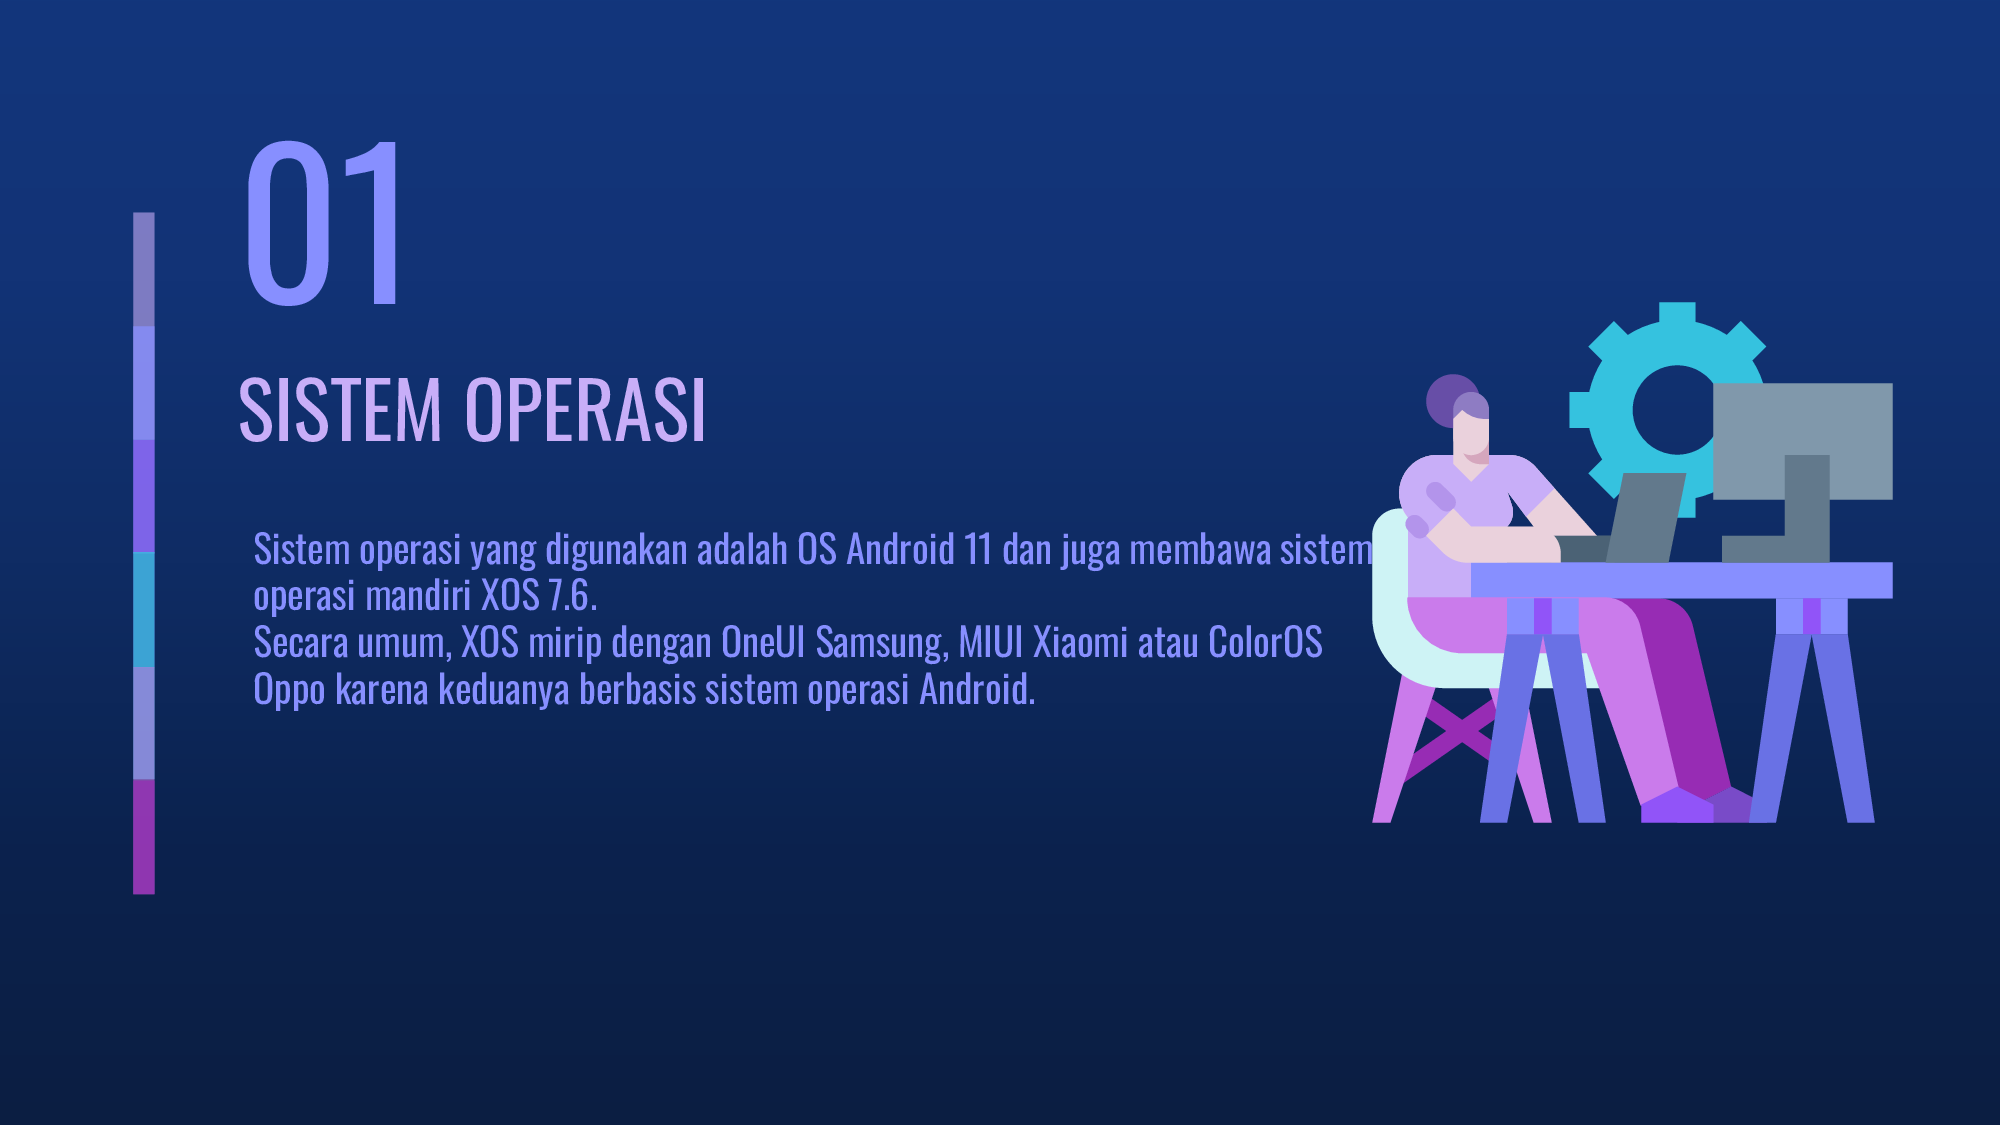 01
SISTEM OPERASI
Sistem operasi yang digunakan adalah OS Android 11 dan juga membawa sistem
operasi mandiri XOS 7.6.
Secara umum, XOS mirip dengan OneUI Samsung, MIUI Xiaomi atau ColorOS
Oppo karena keduanya berbasis sistem operasi Android.